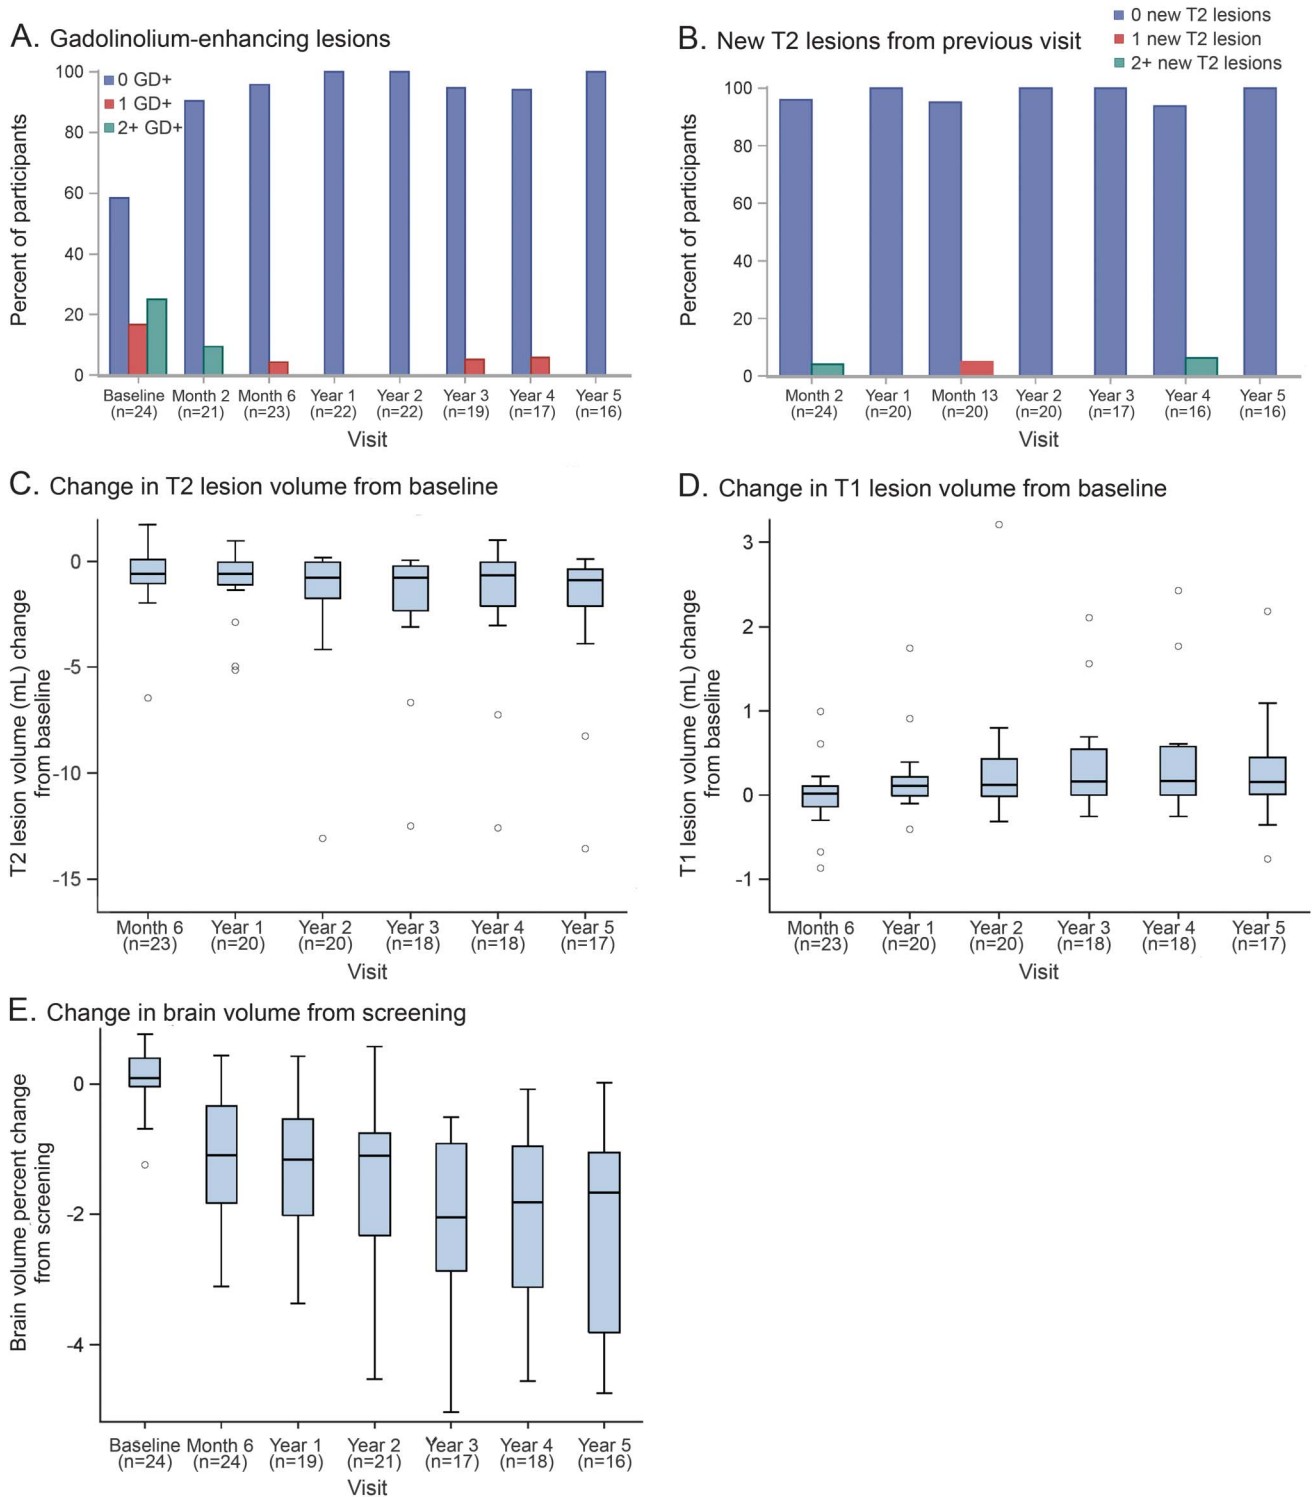 A. Gadolinolium-enhancing lesions
0 GD+
1 GD+
2+ GD+
Percent of participants
100
80
60
40
20
0
Baseline Month 2 Month 6 Year 1 Year 2 Year 3 Year 4 Year 5
(n=24) (n=21) (n=23) (n=22) (n=22) (n=19) (n=17) (n=16)
Visit
B. New T2 lesions from previous visit
0 new T2 lesions
1 new T2 lesion
2+ new T2 lesions
Percent of participants
100
80
60
40
20
0
Month 2 Year 1 Month 13 Year 2 Year 3 Year 4 Year 5
(n=24) (n=20) (n=20) (n=20) (n=17) (n=16) (n=16)
Visit
C. Change in T2 lesion volume from baseline
T2 lesion volume (mL) change
from baseline
0
-5
-10
-15
Month 6 Year 1 Year 2 Year 3 Year 4 Year 5
(n=23) (n=20) (n=20) (n=18) (n=18) (n=17)
Visit
D. Change in T1 lesion volume from baseline
T1 lesion volume (mL) change
from baseline
3
2
1
0
-1
Month 6 Year 1 Year 2 Year 3 Year 4 Year 5
(n=23) (n=20) (n=20) (n=18) (n=18) (n=17)
Visit
E. Change in brain volume from screening
Brain volume percent change
from screening
0
-2
-4
Baseline Month 6 Year 1 Year 2 Year 3 Year 4 Year 5
(n=24) (n=24) (n=19) (n=21) (n=17) (n=18) (n=16)
Visit